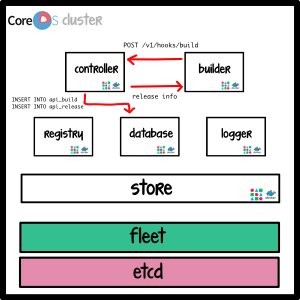 CoreOS cluster
POST /v1/hooks/build
controller
builder
release info
INSERT INTO api_build
INSERT INTO api_release
registry
database
logger
store
fleet
etcd